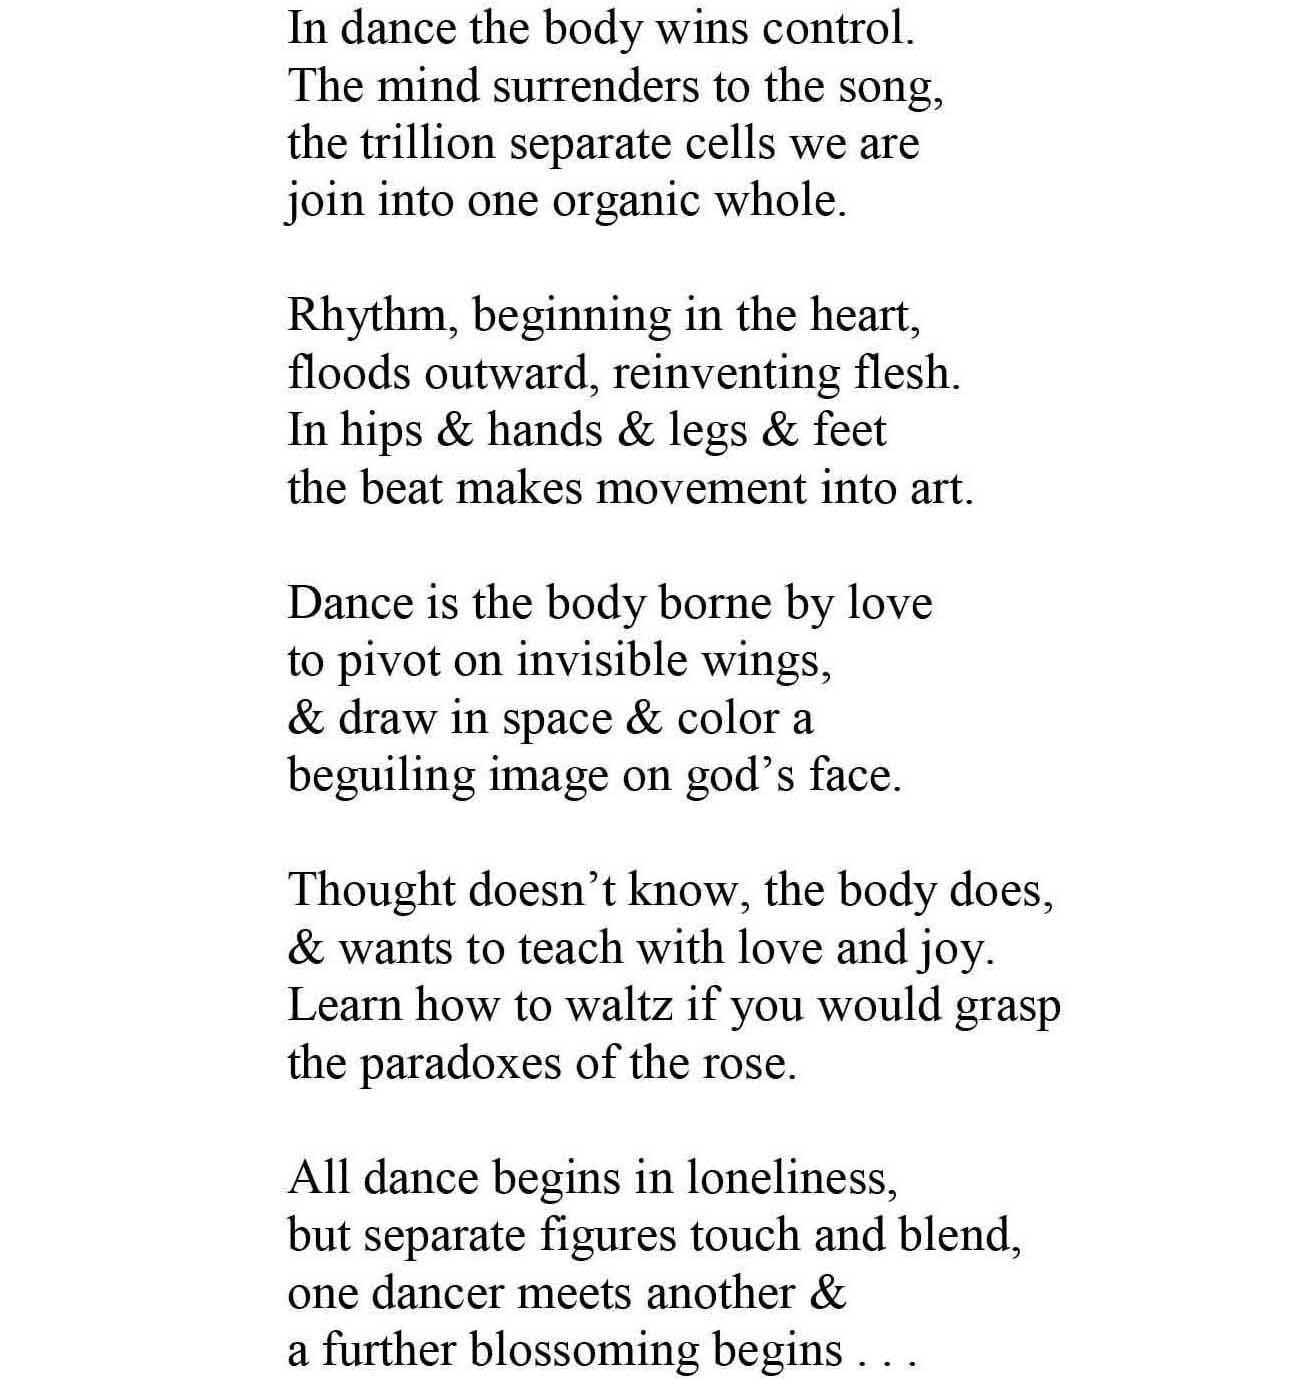 In dance the body wins control.
The mind surrenders to the song,
the trillion separate cells we are
join into one organic whole.
Rhythm, beginning in the heart,
floods outward, reinventing flesh.
In hips & hands & legs & feet
the beat makes movement into art.
Dance is the body borne by love
to pivot on invisible wings,
& draw in space & color a
beguiling image on god’s face.
Thought doesn’t know, the body does,
& wants to teach with love and joy.
Learn how to waltz if you would grasp
the paradoxes of the rose.
All dance begins in loneliness,
but separate figures touch and blend,
one dancer meets another &
a further blossoming begins . . .